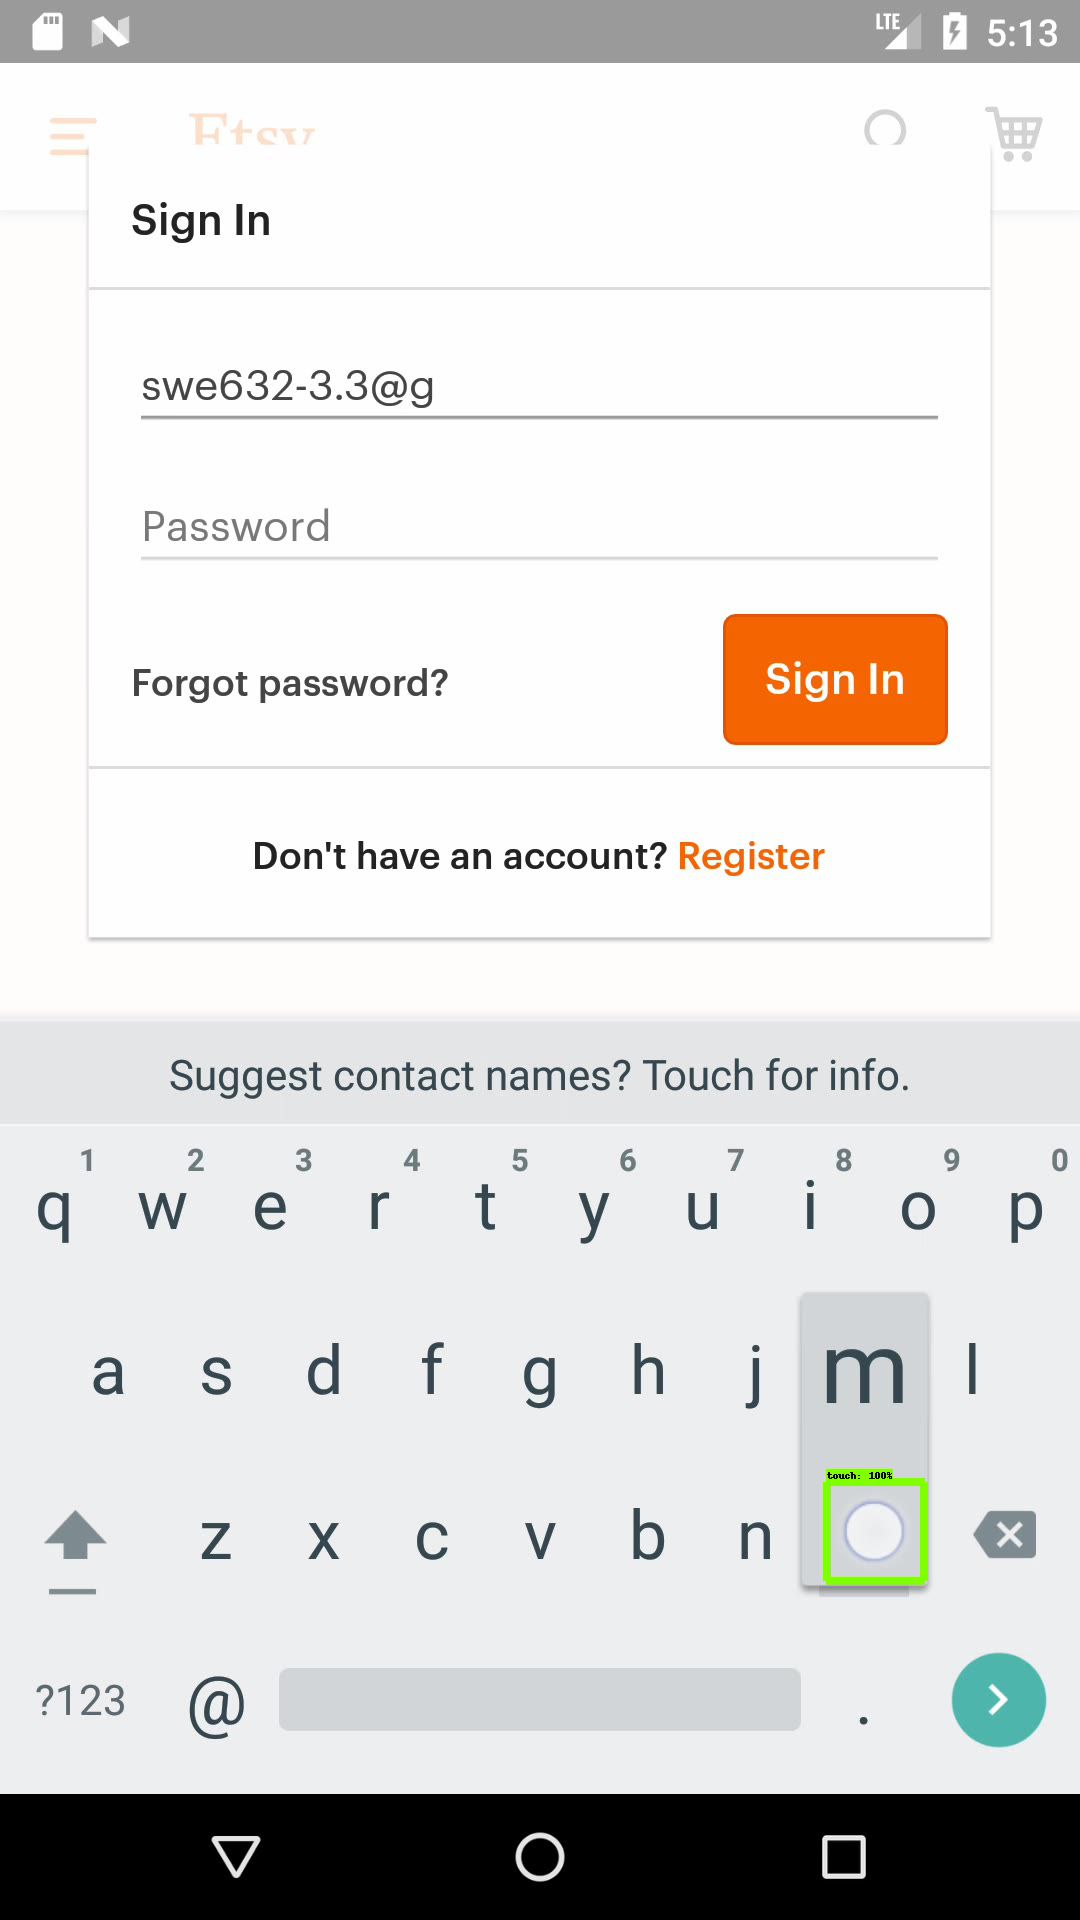 LTE 5:13
Etsy
Sign In
swe632-3.3@g
Password
Forgot password?
Sign In
Don't have an account? Register
Suggest contact names? Touch for info.
1 2 3 4 5 6 7 8 9 0
q w e r t y u i o p
a s d f g h j m l
touch: 100%
z x c v b n
?123 @ .